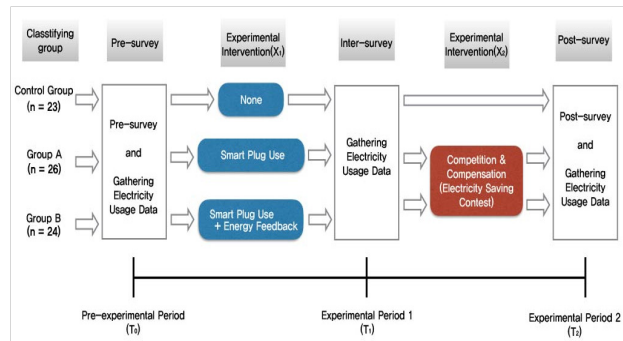 Classtifying
group
Pre-survey
Experimental
Intervention(X₁)
Inter-survey
Experimental
Intervention(X₂)
Post-survey
Control Group
(n = 23)
Group A
(n = 26)
Group B
(n = 24)
Pre-survey
and
Gathering
Electricity
Usage Data
None
Smart Plug Use
Smart Plug Use
+ Energy Feedback
Gathering
Electricity
Usage Data
Competition &
Compensation
(Electricity Saving
Contest)
Post-survey
and
Gathering
Electricity
Usage Data
Pre-experimental Period
(T₀)
Experimental Period 1
(T₁)
Experimental Period 2
(T₂)